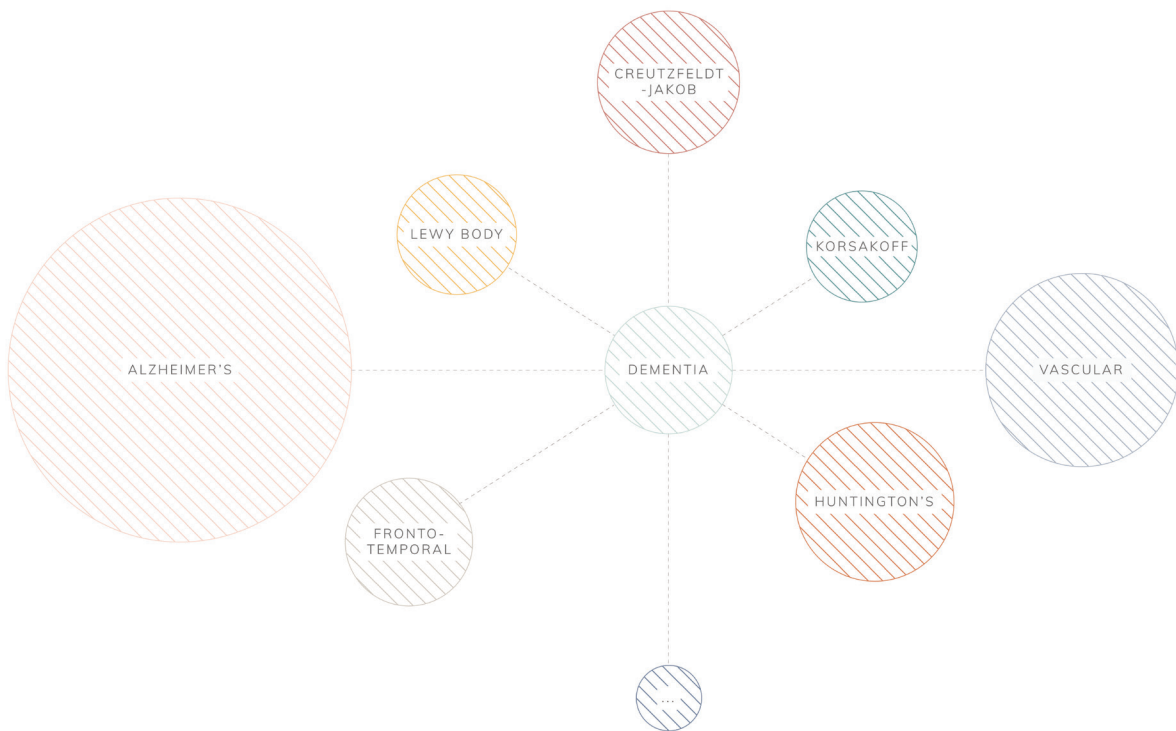 CREUTZFELDT
-JAKOB
LEWY BODY
KORSAKOFF
ALZHEIMER'S
DEMENTIA
VASCULAR
HUNTINGTON'S
FRONTO-
TEMPORAL
...